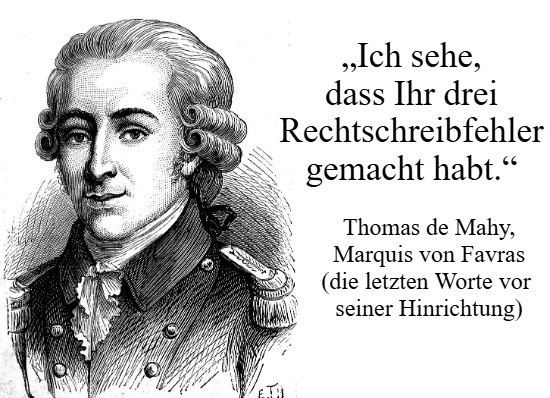 „Ich sehe,
dass Ihr drei
Rechtschreibfehler
gemacht habt.“
Thomas de Mahy,
Marquis von Favras
(die letzten Worte vor
seiner Hinrichtung)